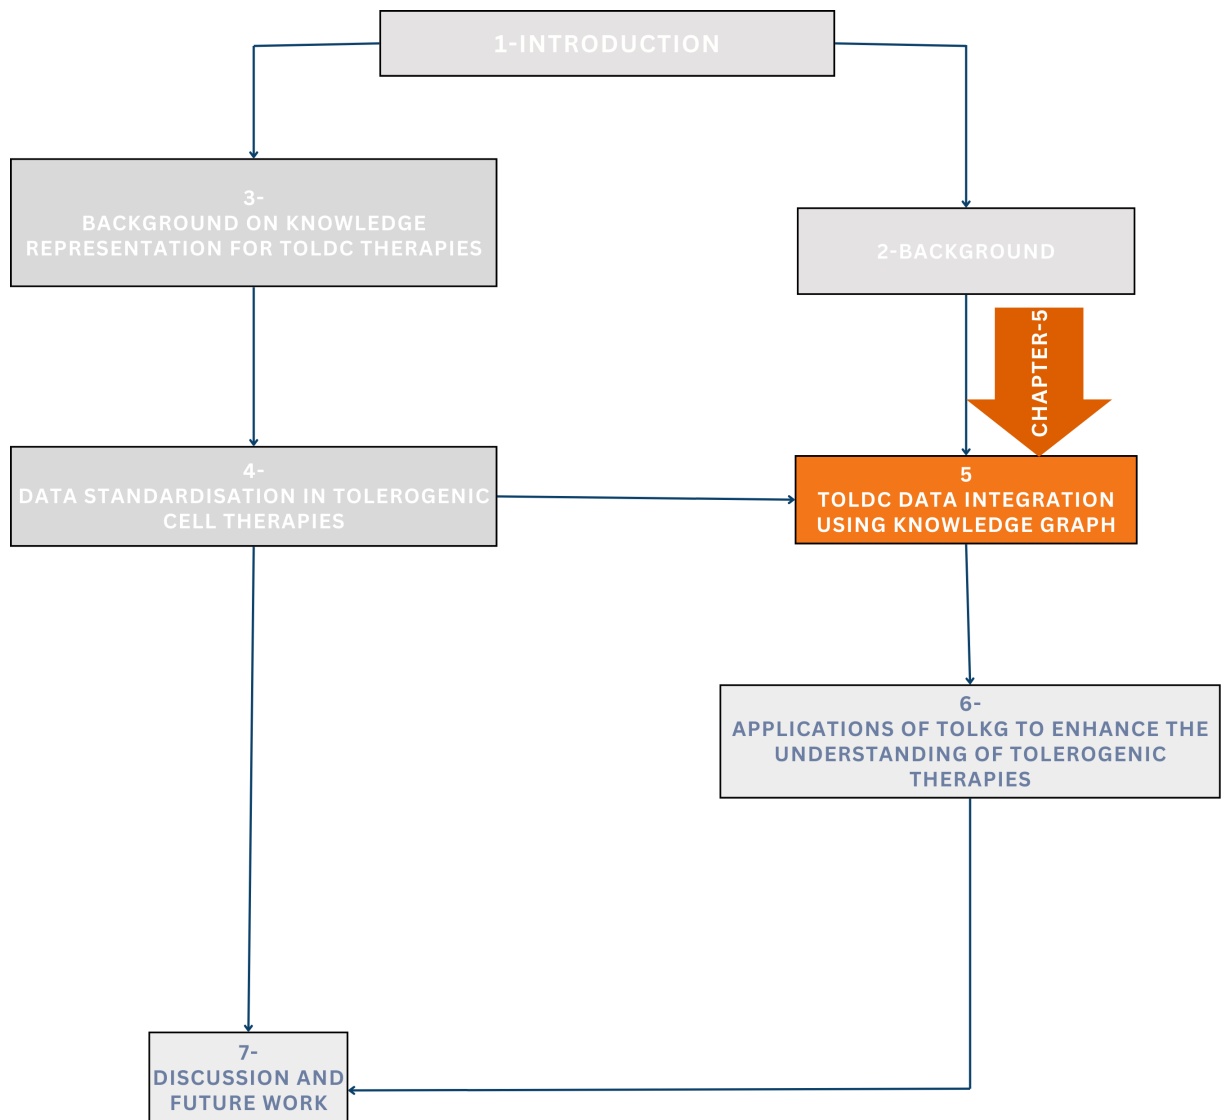 1-INTRODUCTION
3-
BACKGROUND ON KNOWLEDGE
REPRESENTATION FOR TOLDC THERAPIES
2-BACKGROUND
CHAPTER-5
4-
DATA STANDARDISATION IN TOLEROGENIC
CELL THERAPIES
5
TOLDC DATA INTEGRATION
USING KNOWLEDGE GRAPH
6-
APPLICATIONS OF TOLKG TO ENHANCE THE
UNDERSTANDING OF TOLEROGENIC
THERAPIES
7-
DISCUSSION AND
FUTURE WORK